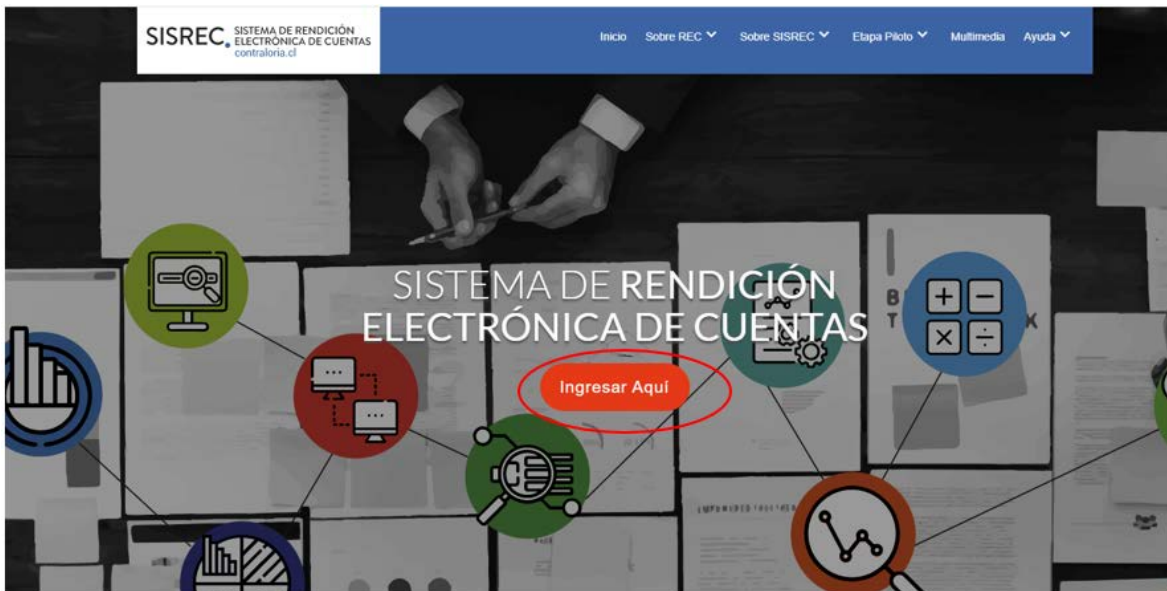 SISREC. SISTEMA DE RENDICIÓN
ELECTRÓNICA DE CUENTAS
contraloria.cl
Inicio Sobre REC Sobre SISREC Etapa Piloto Multimedia Ayuda
SISTEMA DE RENDICIÓN
ELECTRÓNICA DE CUENTAS
Ingresar Aquí